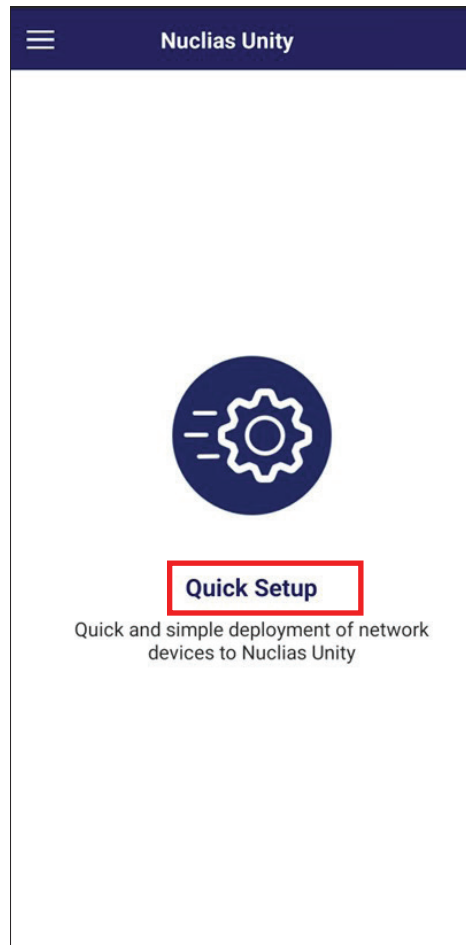 Nuclias Unity
Quick Setup
Quick and simple deployment of network
devices to Nuclias Unity